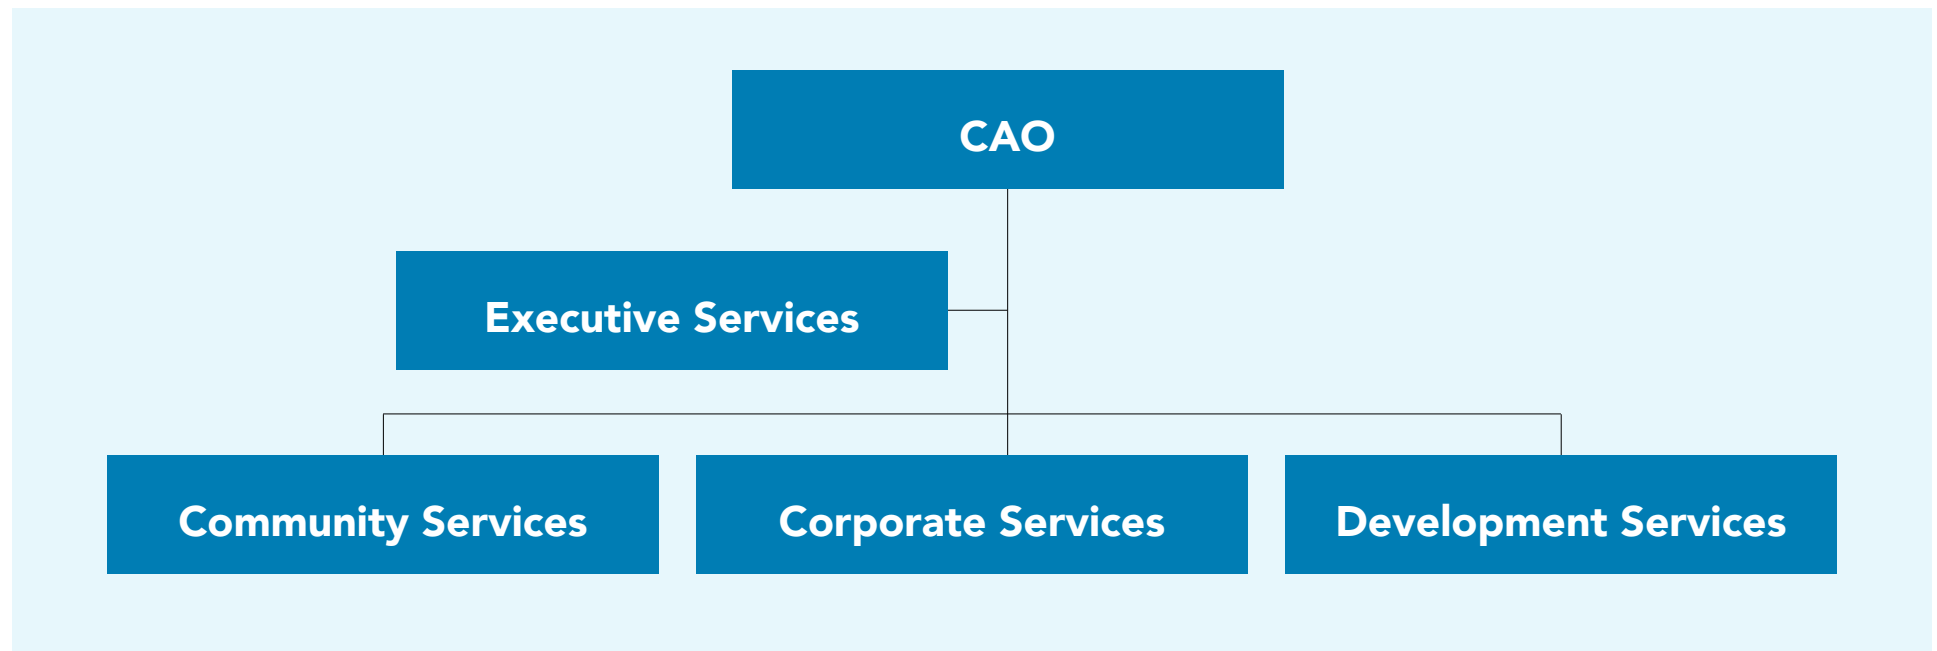 CAO
Executive Services
Community Services
Corporate Services
Development Services